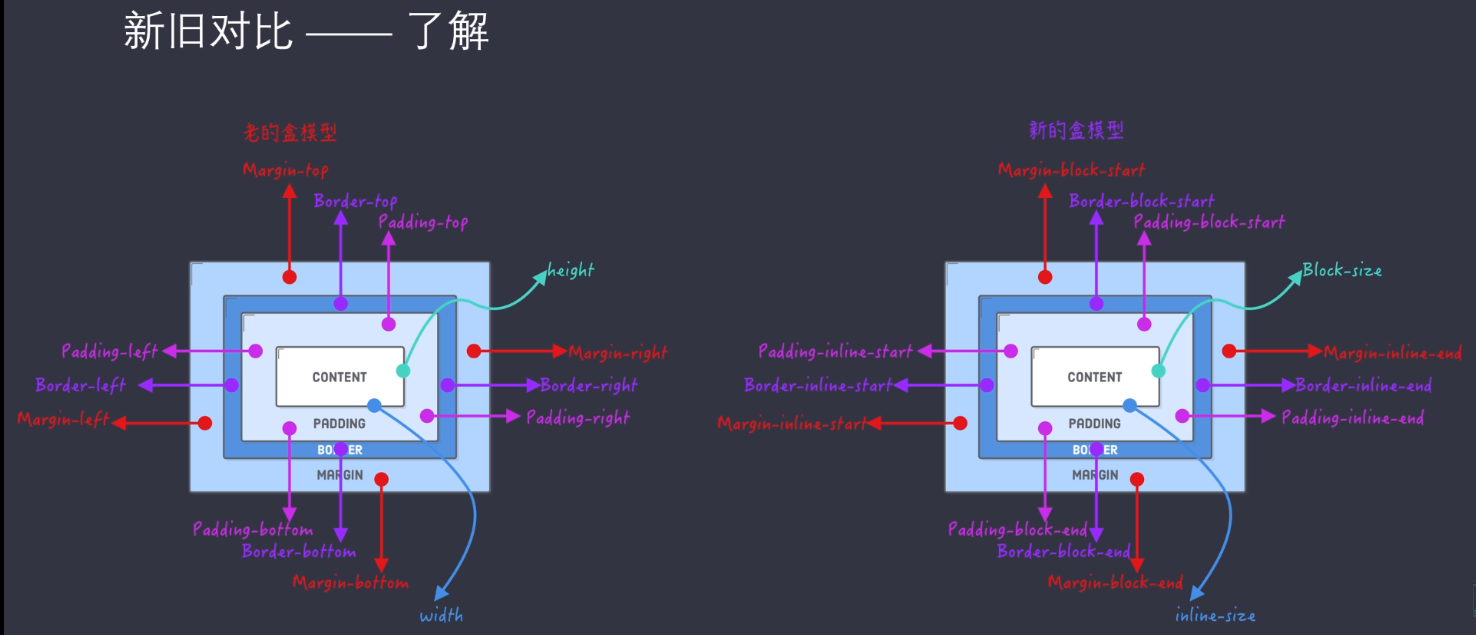 新旧对比 —— 了解
老的盒模型
Margin-top
Border-top
Padding-top
height
Padding-left
Margin-right
Border-left
Border-right
Margin-left
Padding-right
CONTENT
PADDING
BORDER
MARGIN
Padding-bottom
Border-bottom
Margin-bottom
width
新的盒模型
Margin-block-start
Border-block-start
Padding-block-start
Block-size
Padding-inline-start
Margin-inline-end
Border-inline-start
Border-inline-end
Margin-inline-start
Padding-inline-end
CONTENT
PADDING
BORDER
MARGIN
Padding-block-end
Border-block-end
Margin-block-end
inline-size